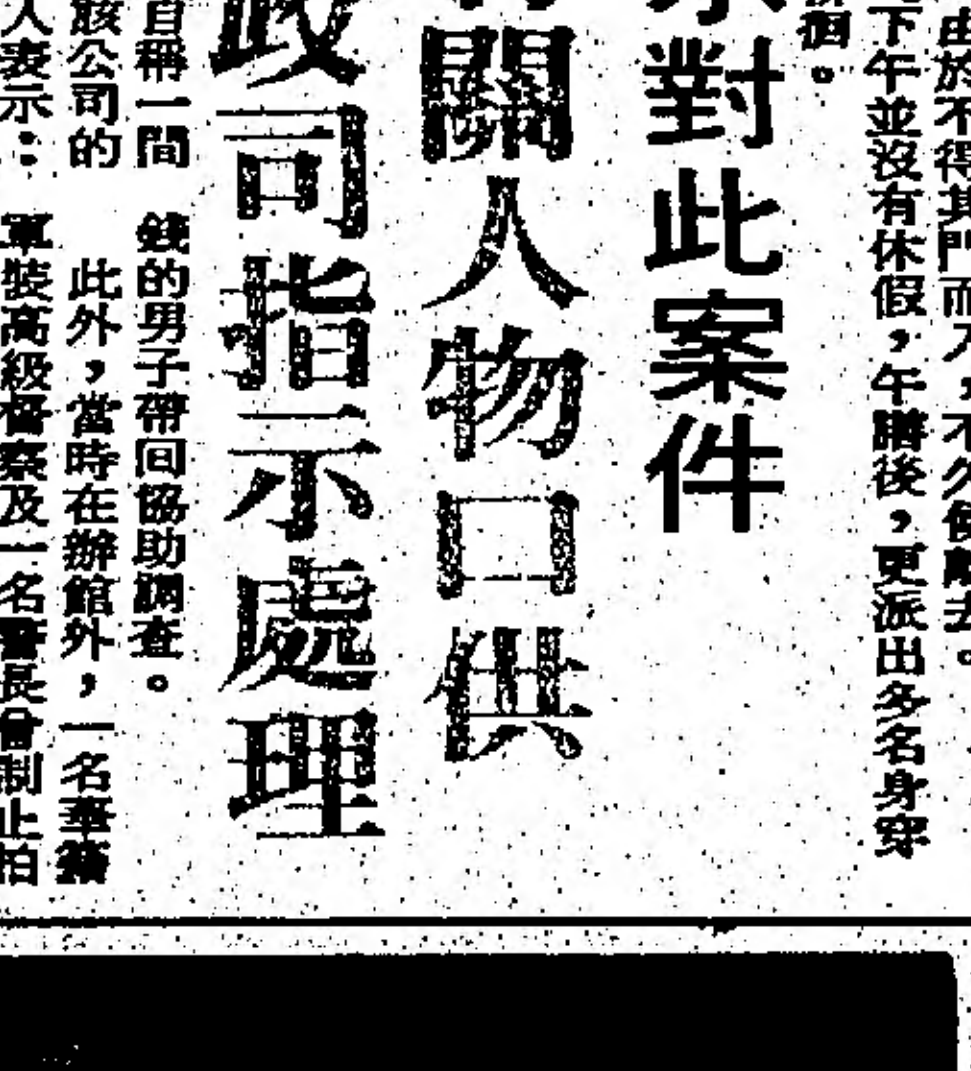 由於不得其門而入，不久便離去。
下午並沒有休假，午膳後，更派出多名身穿
徊。
對此案件
關人物口供
政司指示處理
自稱一間
錢的男子帶回協助調查。
該公司的
此外，當時在辦館外，一名華籍
人表示：
軍裝高級督察及一名警長曾制止拍